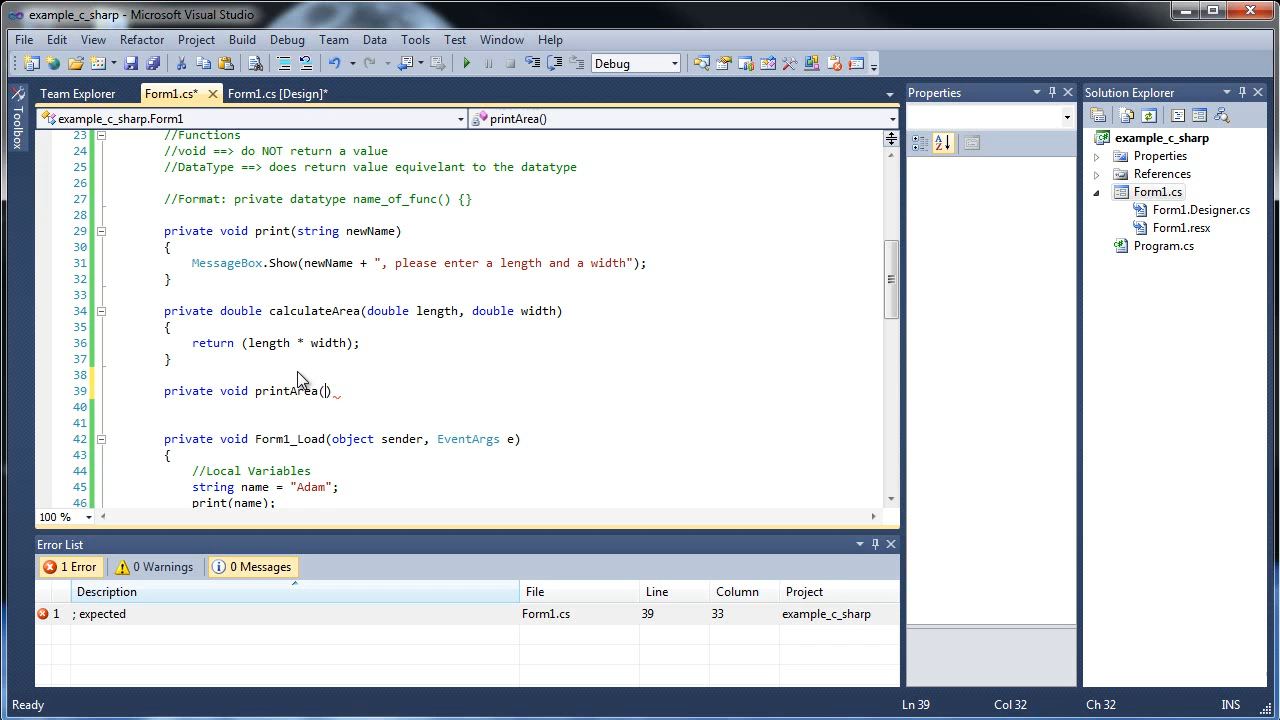 example_c_sharp - Microsoft Visual Studio
File Edit View Refactor Project Build Debug Team Data Tools Test Window Help
Debug
Toolbox
Team Explorer Form1.cs* Form1.cs [Design]*
example_c_sharp.Form1 printArea()
23 //Functions
24 //void ==> do NOT return a value
25 //DataType ==> does return value equivelant to the datatype
26
27 //Format: private datatype name_of_func() {}
28
29 private void print(string newName)
30 {
31 MessageBox.Show(newName + ", please enter a length and a width");
32 }
33
34 private double calculateArea(double length, double width)
35 {
36 return (length * width);
37 }
38
39 private void printArea()
40
41
42 private void Form1_Load(object sender, EventArgs e)
43 {
44 //Local Variables
45 string name = "Adam";
46 print(name);
100 %
Properties
Solution Explorer
example_c_sharp
Properties
References
Form1.cs
Form1.Designer.cs
Form1.resx
Program.cs
Error List
1 Error 0 Warnings 0 Messages
Description File Line Column Project
1 ; expected Form1.cs 39 33 example_c_sharp
Ready Ln 39 Col 32 Ch 32 INS